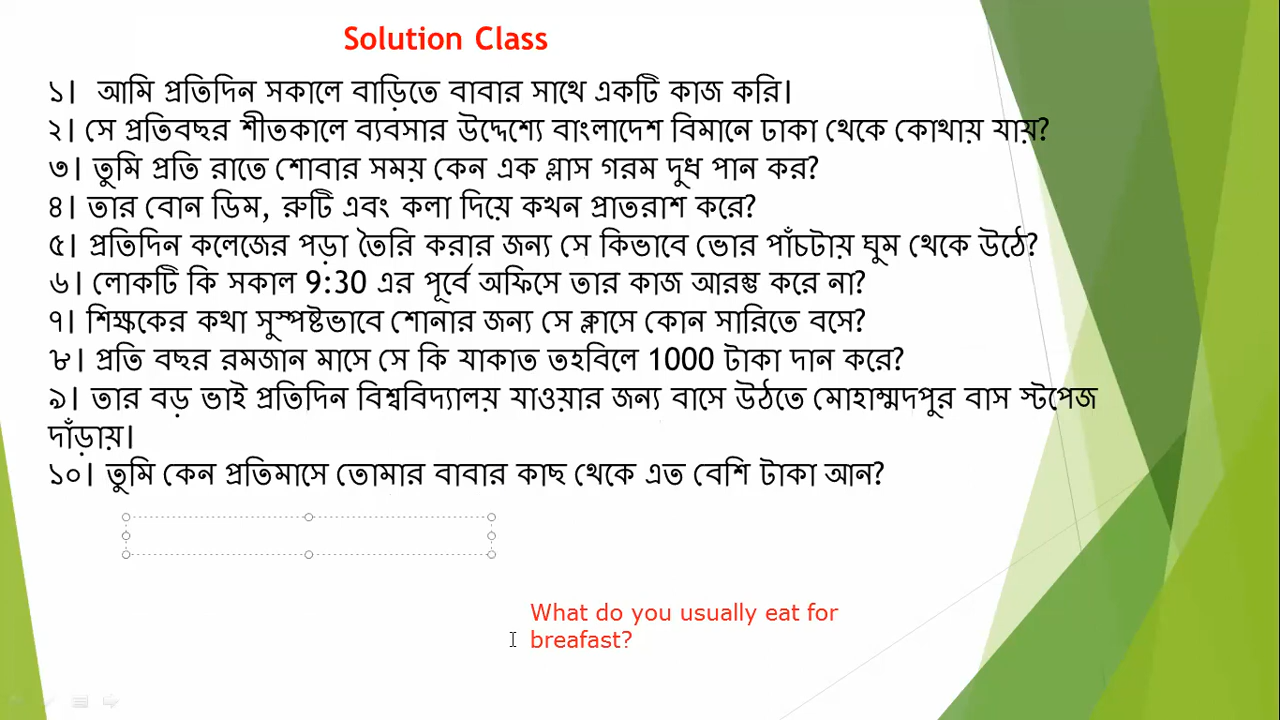 Solution Class
১। আমি প্রতিদিন সকালে বাড়িতে বাবার সাথে একটি কাজ করি।
২। সে প্রতিবছর শীতকালে ব্যবসার উদ্দেশ্যে বাংলাদেশ বিমানে ঢাকা থেকে কোথায় যায়?
৩। তুমি প্রতি রাতে শোবার সময় কেন এক গ্লাস গরম দুধ পান কর?
৪। তার বোন ডিম, রুটি এবং কলা দিয়ে কখন প্রাতরাশ করে?
৫। প্রতিদিন কলেজের পড়া তৈরি করার জন্য সে কিভাবে ভোর পাঁচটায় ঘুম থেকে উঠে?
৬। লোকটি কি সকাল 9:30 এর পূর্বে অফিসে তার কাজ আরম্ভ করে না?
৭। শিক্ষকের কথা সুস্পষ্টভাবে শোনার জন্য সে ক্লাসে কোন সারিতে বসে?
৮। প্রতি বছর রমজান মাসে সে কি যাকাত তহবিলে 1000 টাকা দান করে?
৯। তার বড় ভাই প্রতিদিন বিশ্ববিদ্যালয় যাওয়ার জন্য বাসে উঠতে মোহাম্মদপুর বাস স্টপেজ
দাঁড়ায়।
১০। তুমি কেন প্রতিমাসে তোমার বাবার কাছ থেকে এত বেশি টাকা আন?
What do you usually eat for
breafast?